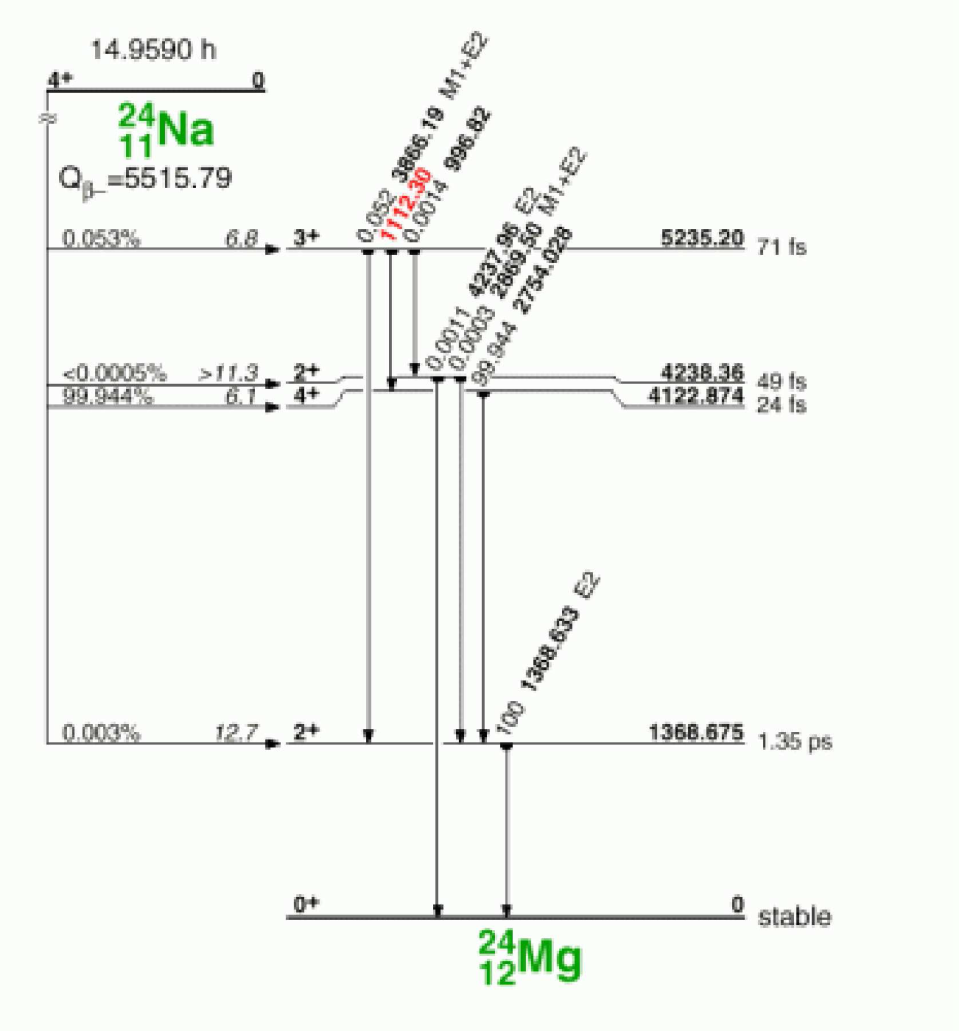 14.9590 h
4+ 0
24
11Na
Qβ−=5515.79
0.052 3866.19 M1+E2
1112.30
0.0014 996.82
0.053% 6.8 3+ 5235.20 71 fs
0.0011 4237.96 E2
0.0003 2869.50 M1+E2
99.944 2754.028
<0.0005% >11.3 2+ 4238.36 49 fs
99.944% 6.1 4+ 4122.874 24 fs
100 1368.633 E2
0.003% 12.7 2+ 1368.675 1.35 ps
0+ 0 stable
24
12Mg